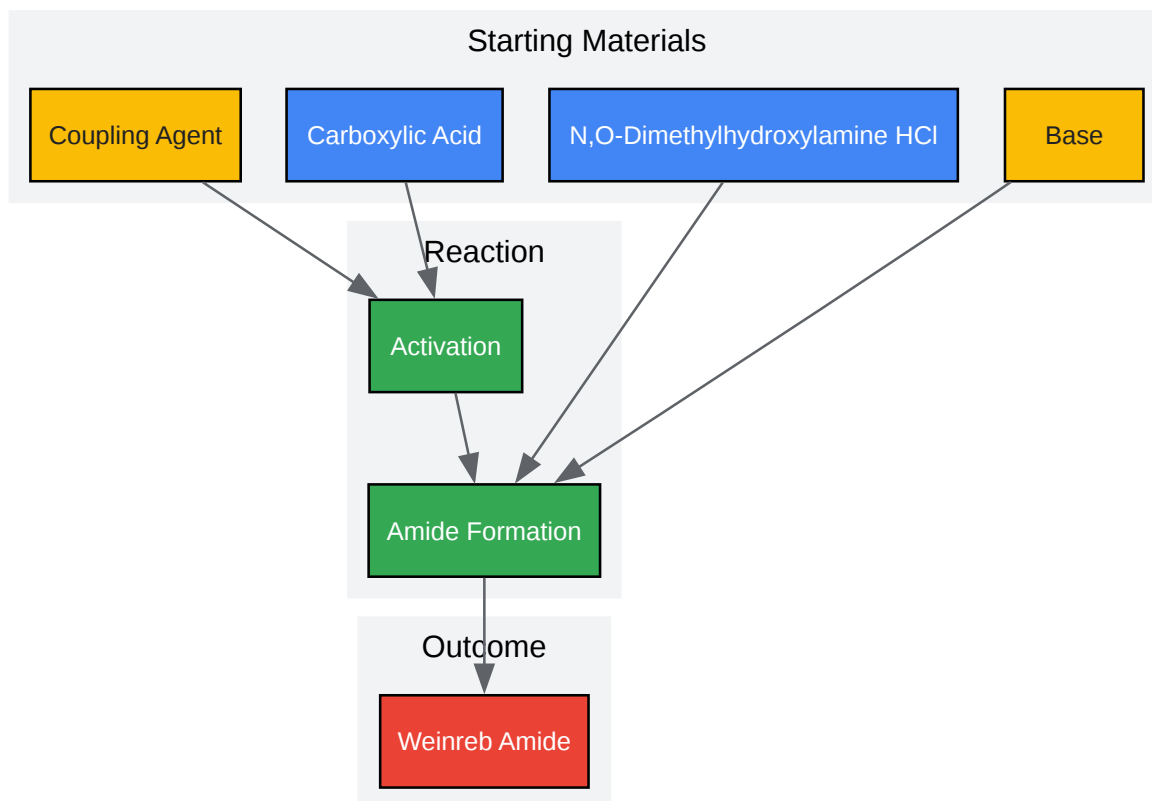 Starting Materials
Coupling Agent
Carboxylic Acid
N,O-Dimethylhydroxylamine HCl
Base
Reaction
Activation
Amide Formation
Outcome
Weinreb Amide